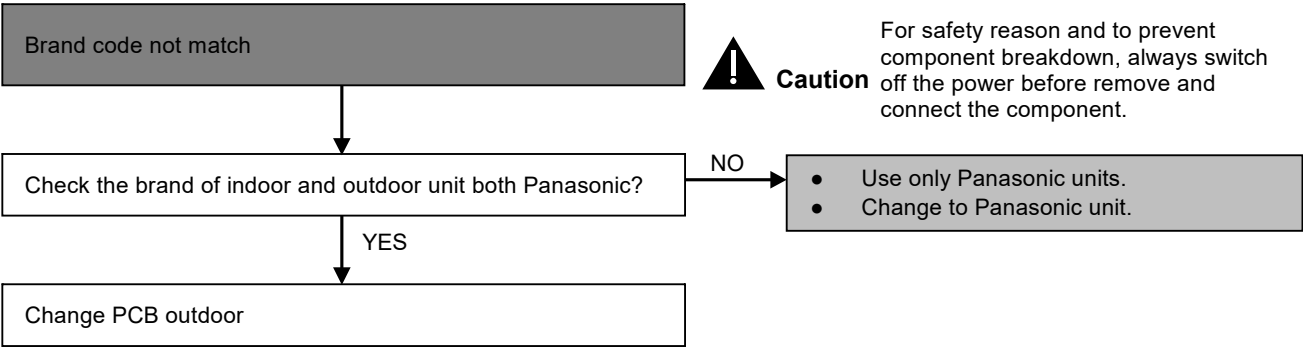 Brand code not match
Caution
For safety reason and to prevent
component breakdown, always switch
off the power before remove and
connect the component.
Check the brand of indoor and outdoor unit both Panasonic?
NO
● Use only Panasonic units.
● Change to Panasonic unit.
YES
Change PCB outdoor